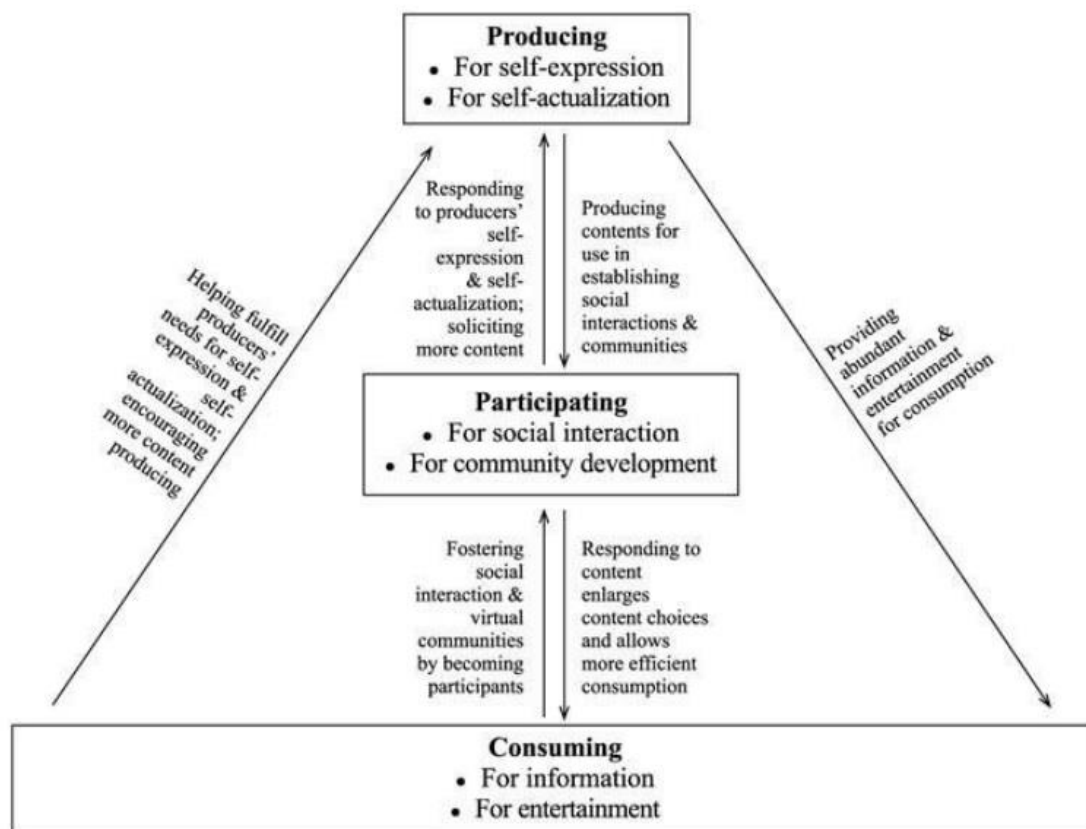 Producing
• For self-expression
• For self-actualization
Responding
to producers'
self-
expression
& self-
actualization;
soliciting
more content
Producing
contents for
use in
establishing
social
interactions &
communities
Helping fulfill
producers'
needs for self-
expression &
self-
actualization;
encouraging
more content
producing
Providing
abundant
information &
entertainment
for consumption
Participating
• For social interaction
• For community development
Fostering
social
interaction &
virtual
communities
by becoming
participants
Responding to
content
enlarges
content choices
and allows
more efficient
consumption
Consuming
• For information
• For entertainment